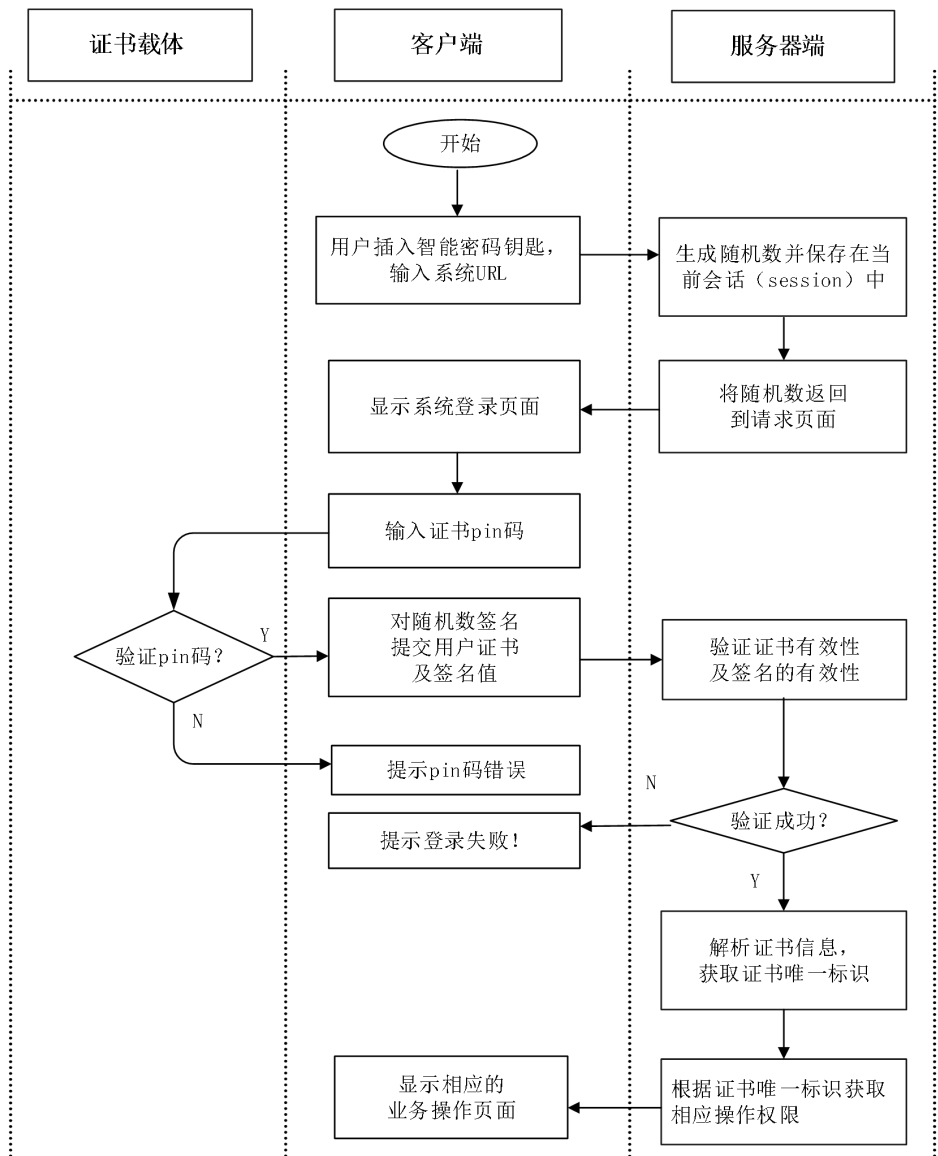 证书载体
客户端
服务器端
开始
用户插入智能密码钥匙，
输入系统URL
生成随机数并保存在当
前会话（session）中
显示系统登录页面
将随机数返回
到请求页面
输入证书pin码
验证pin码？
Y
对随机数签名
提交用户证书
及签名值
验证证书有效性
及签名的有效性
N
提示pin码错误
N
提示登录失败！
验证成功？
Y
解析证书信息，
获取证书唯一标识
显示相应的
业务操作页面
根据证书唯一标识获取
相应操作权限